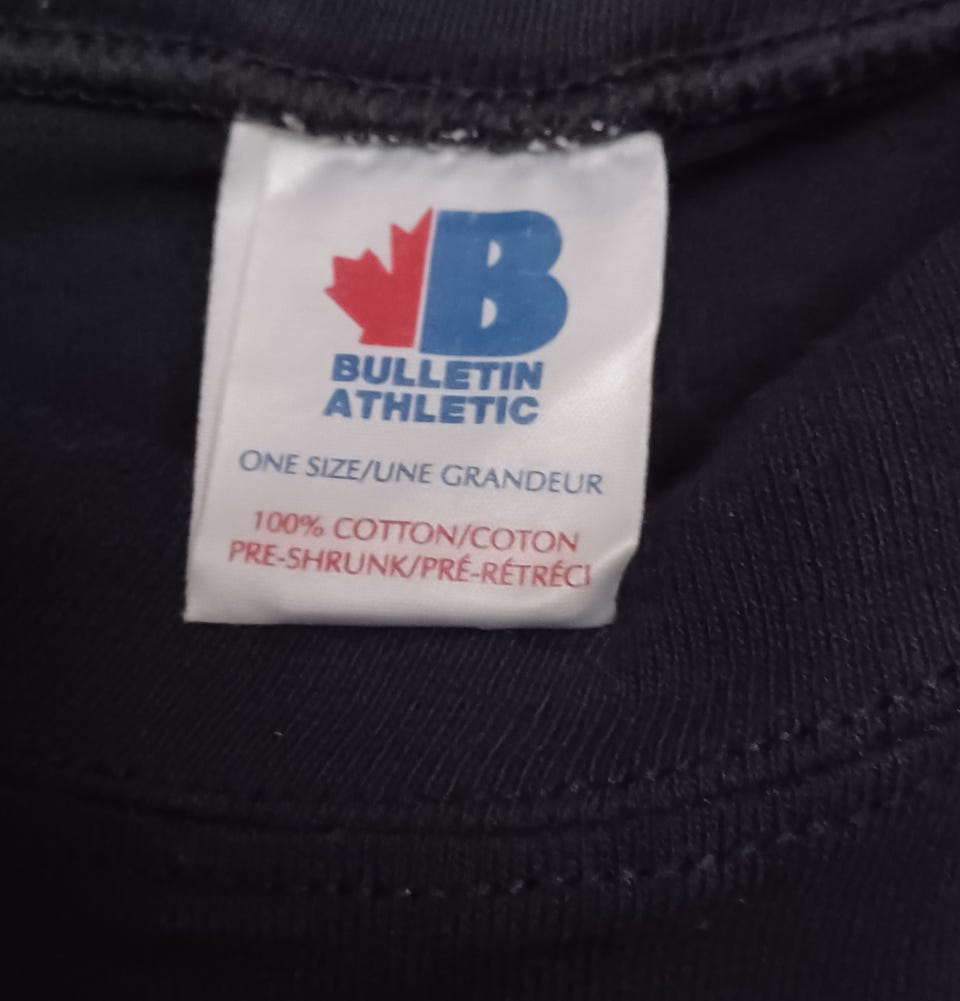 B
BULLETIN
ATHLETIC
ONE SIZE/UNE GRANDEUR
100% COTTON/COTON
PRE-SHRUNK/PRÉ-RÉTRÉCI